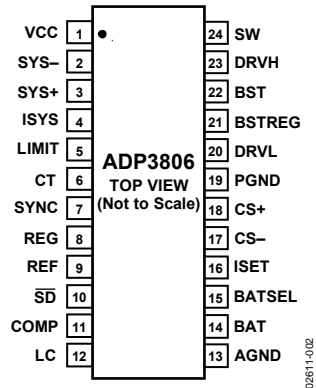 VCC 1 24 SW
SYS– 2 23 DRVH
SYS+ 3 22 BST
ISYS 4 21 BSTREG
LIMIT 5 20 DRVL
ADP3806
CT 6 TOP VIEW 19 PGND
SYNC 7 (Not to Scale) 18 CS+
REG 8 17 CS–
REF 9 16 ISET
S̅D̅ 10 15 BATSEL
COMP 11 14 BAT
LC 12 13 AGND
02611-002